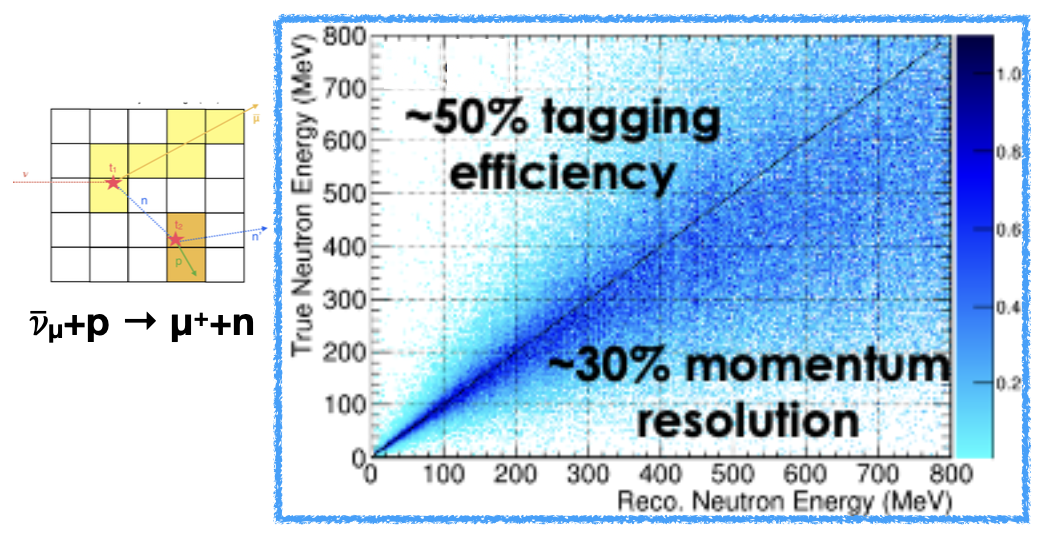 ν
t₁
μ̄
n
t₂
n'
p
ν̄μ+p → μ⁺+n
True Neutron Energy (MeV)
800
700
600
500
400
300
200
100
0
~50% tagging
efficiency
~30% momentum
resolution
0 100 200 300 400 500 600 700 800
Reco. Neutron Energy (MeV)
1.0
0.8
0.6
0.4
0.2